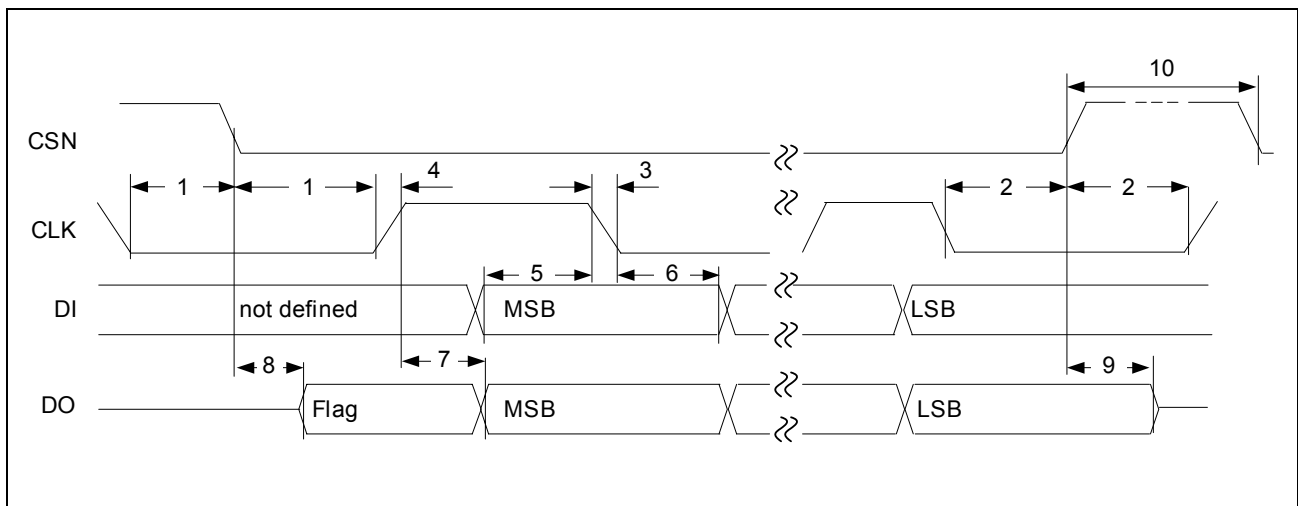 10
CSN
1 1 4 3 2 2
CLK
5 6
DI not defined MSB LSB
8 7 9
DO Flag MSB LSB